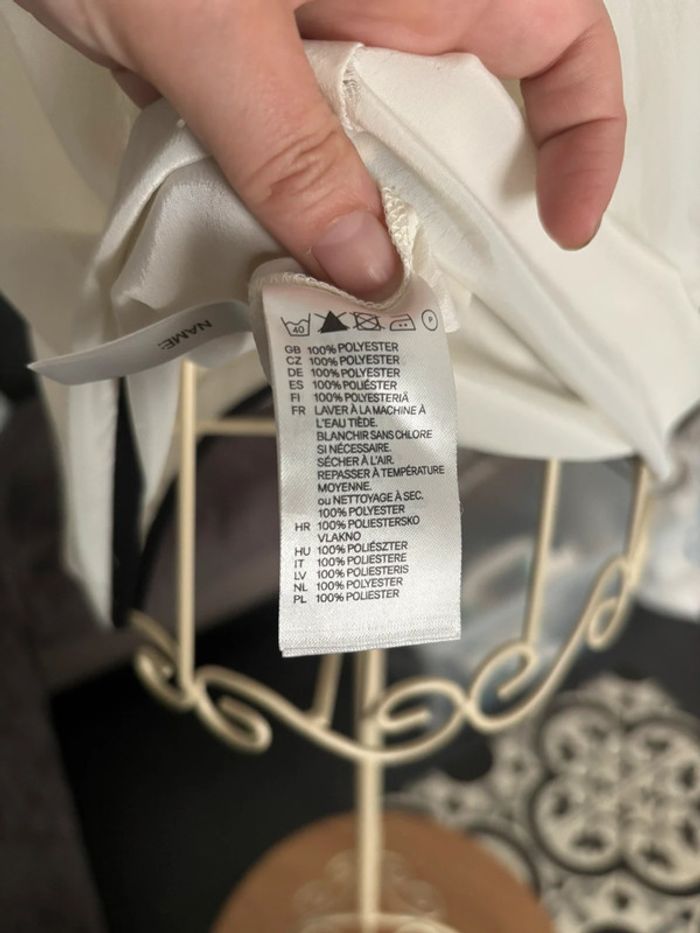 40 P
NAME:
GB 100% POLYESTER
CZ 100% POLYESTER
DE 100% POLYESTER
ES 100% POLIÉSTER
FI 100% POLYESTERIÄ
FR LAVER À LA MACHINE À
L'EAU TIÈDE.
BLANCHIR SANS CHLORE
SI NÉCESSAIRE.
SÉCHER À L'AIR.
REPASSER À TEMPÉRATURE
MOYENNE.
ou NETTOYAGE À SEC.
100% POLYESTER
HR 100% POLIESTERSKO
VLAKNO
HU 100% POLIÉSZTER
IT 100% POLIESTERE
LV 100% POLIESTERIS
NL 100% POLYESTER
PL 100% POLIESTER